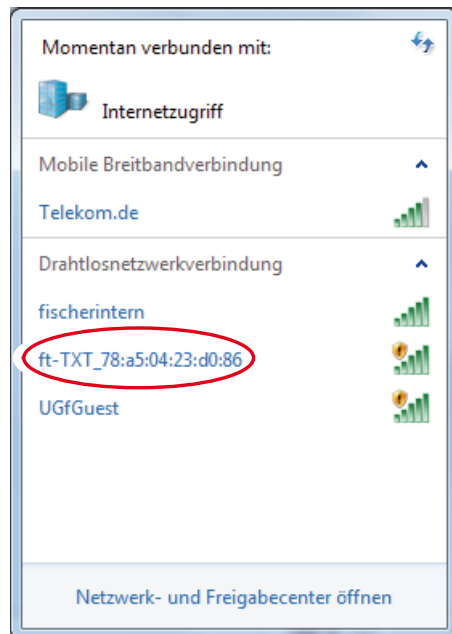 Momentan verbunden mit:
Internetzugriff
Mobile Breitbandverbindung
Telekom.de
Drahtlosnetzwerkverbindung
fischerintern
ft-TXT_78:a5:04:23:d0:86
UGfGuest
Netzwerk- und Freigabecenter öffnen